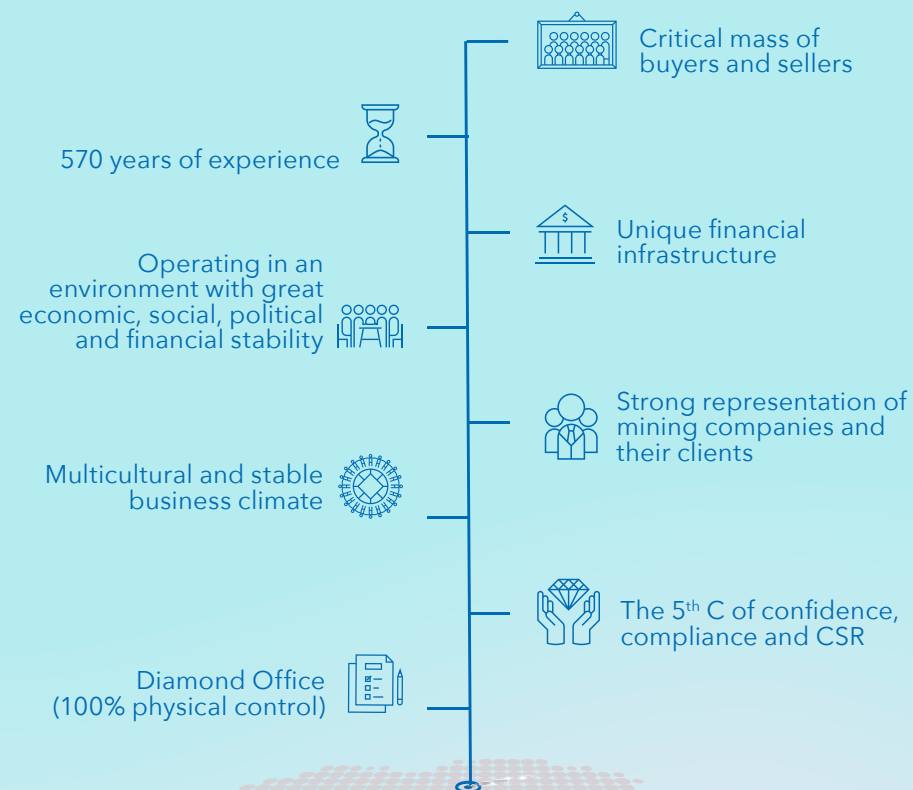 Critical mass of
buyers and sellers
570 years of experience
$
Unique financial
infrastructure
Operating in an
environment with great
economic, social, political
and financial stability
Strong representation of
mining companies and
their clients
Multicultural and stable
business climate
The 5th C of confidence,
compliance and CSR
Diamond Office
(100% physical control)